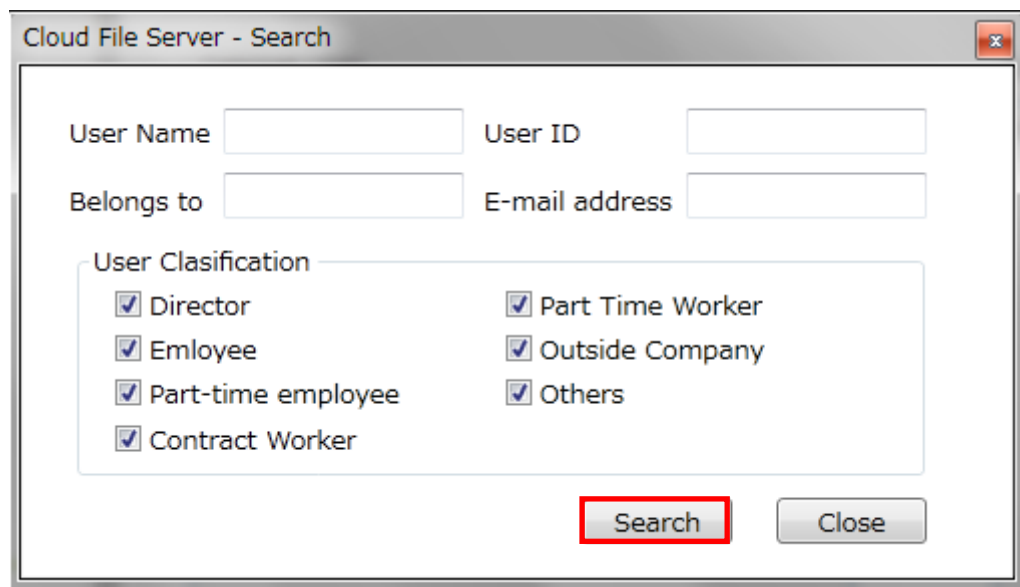 Cloud File Server - Search
User Name User ID
Belongs to E-mail address
User Clasification
Director Part Time Worker
Emloyee Outside Company
Part-time employee Others
Contract Worker
Search Close